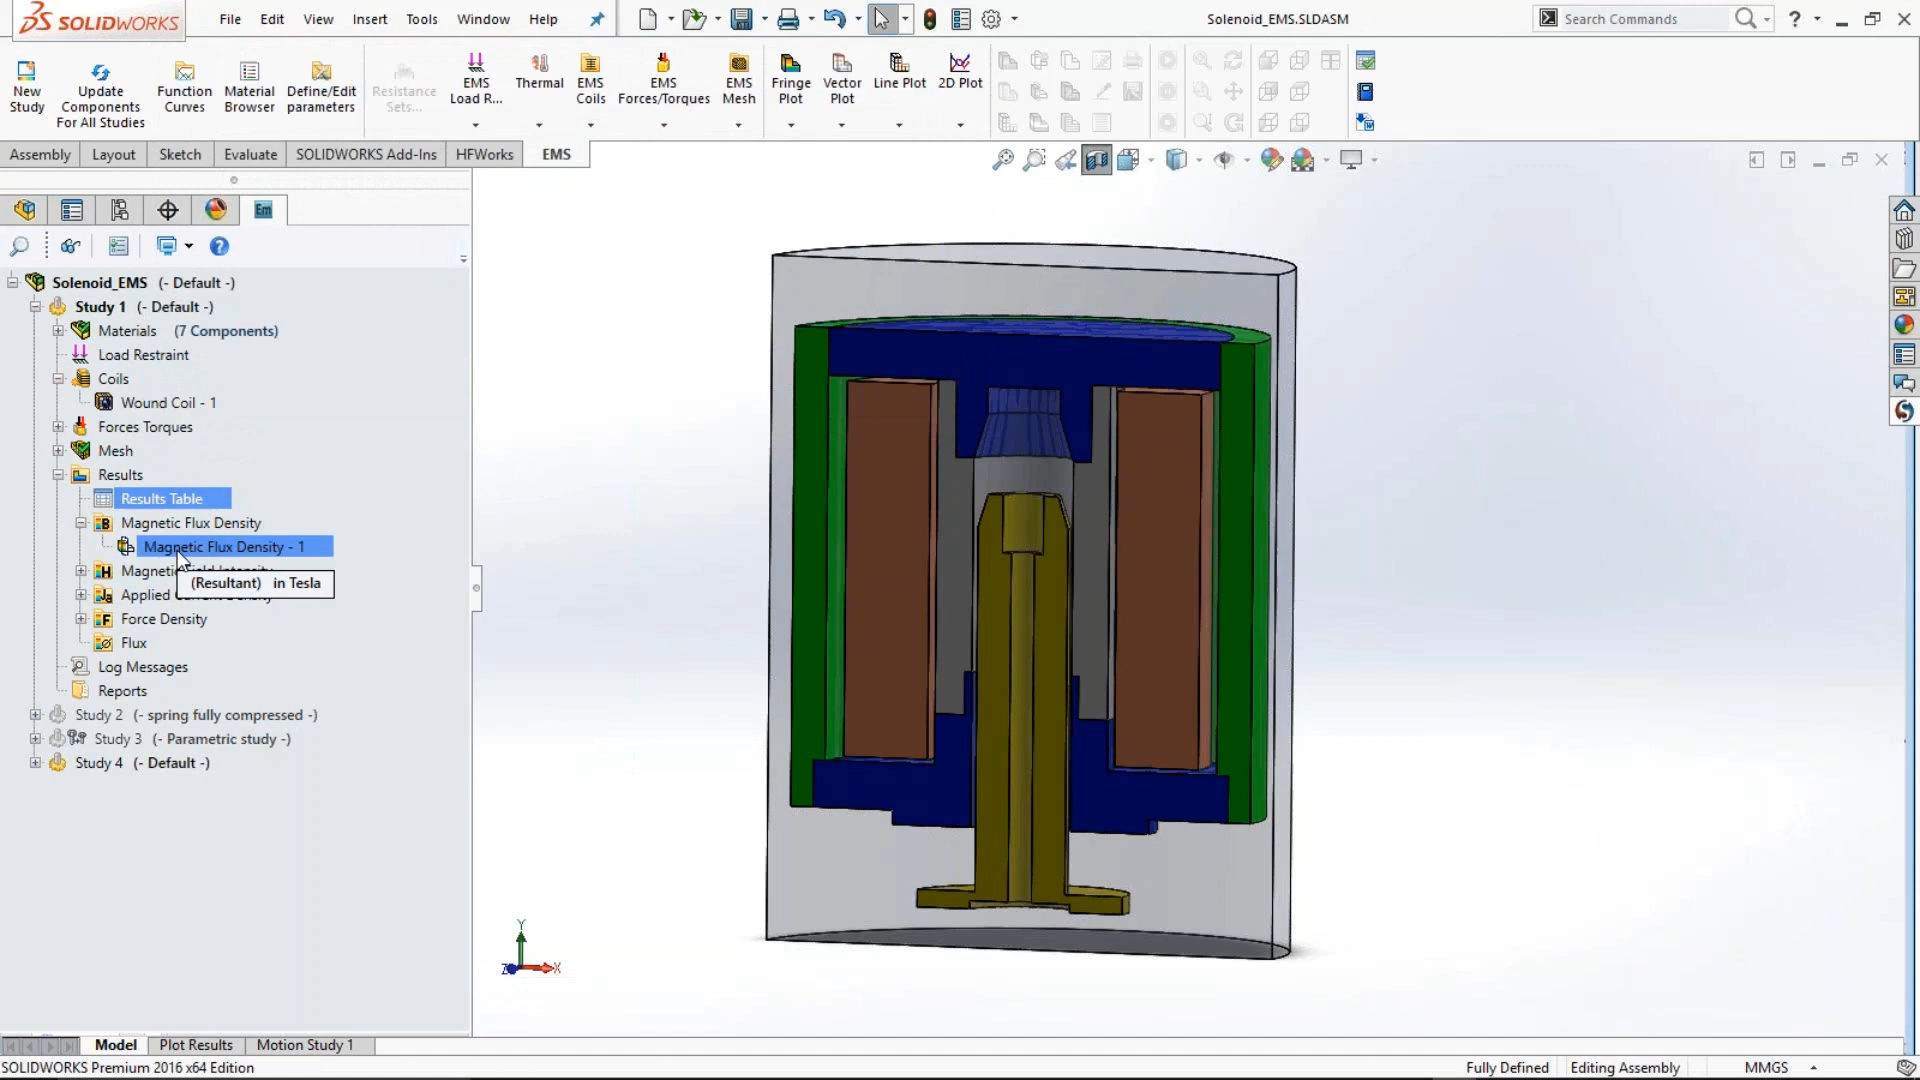 SOLIDWORKS
File Edit View Insert Tools Window Help
Solenoid_EMS.SLDASM
Search Commands
New Study
Update Components For All Studies
Function Curves
Material Browser
Define/Edit parameters
Resistance Sets...
EMS Load R...
Thermal
EMS Coils
EMS Forces/Torques
EMS Mesh
Fringe Plot
Vector Plot
Line Plot
2D Plot
Assembly Layout Sketch Evaluate SOLIDWORKS Add-Ins HFWorks EMS
Em
Solenoid_EMS (- Default -)
Study 1 (- Default -)
Materials (7 Components)
Load Restraint
Coils
Wound Coil - 1
Forces Torques
Mesh
Results
Results Table
Magnetic Flux Density
Magnetic Flux Density - 1
Magnetic
(Resultant) in Tesla
Applied
Force Density
Flux
Log Messages
Reports
Study 2 (- spring fully compressed -)
Study 3 (- Parametric study -)
Study 4 (- Default -)
Y
Z X
Model Plot Results Motion Study 1
SOLIDWORKS Premium 2016 x64 Edition
Fully Defined Editing Assembly MMGS